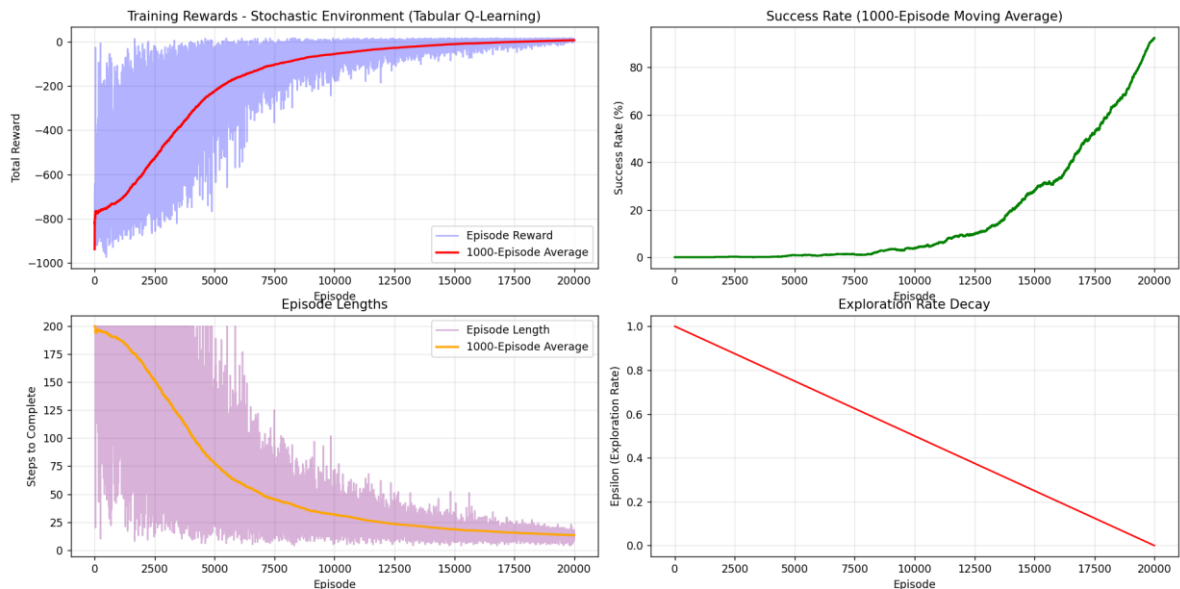 Training Rewards - Stochastic Environment (Tabular Q-Learning)
Total Reward
0
−200
−400
−600
−800
−1000
Episode Reward
1000-Episode Average
0 2500 5000 7500 10000 12500 15000 17500 20000
Episode
Success Rate (1000-Episode Moving Average)
Success Rate (%)
80
60
40
20
0
0 2500 5000 7500 10000 12500 15000 17500 20000
Episode
Episode Lengths
Steps to Complete
200
175
150
125
100
75
50
25
0
Episode Length
1000-Episode Average
0 2500 5000 7500 10000 12500 15000 17500 20000
Episode
Exploration Rate Decay
Epsilon (Exploration Rate)
1.0
0.8
0.6
0.4
0.2
0.0
0 2500 5000 7500 10000 12500 15000 17500 20000
Episode